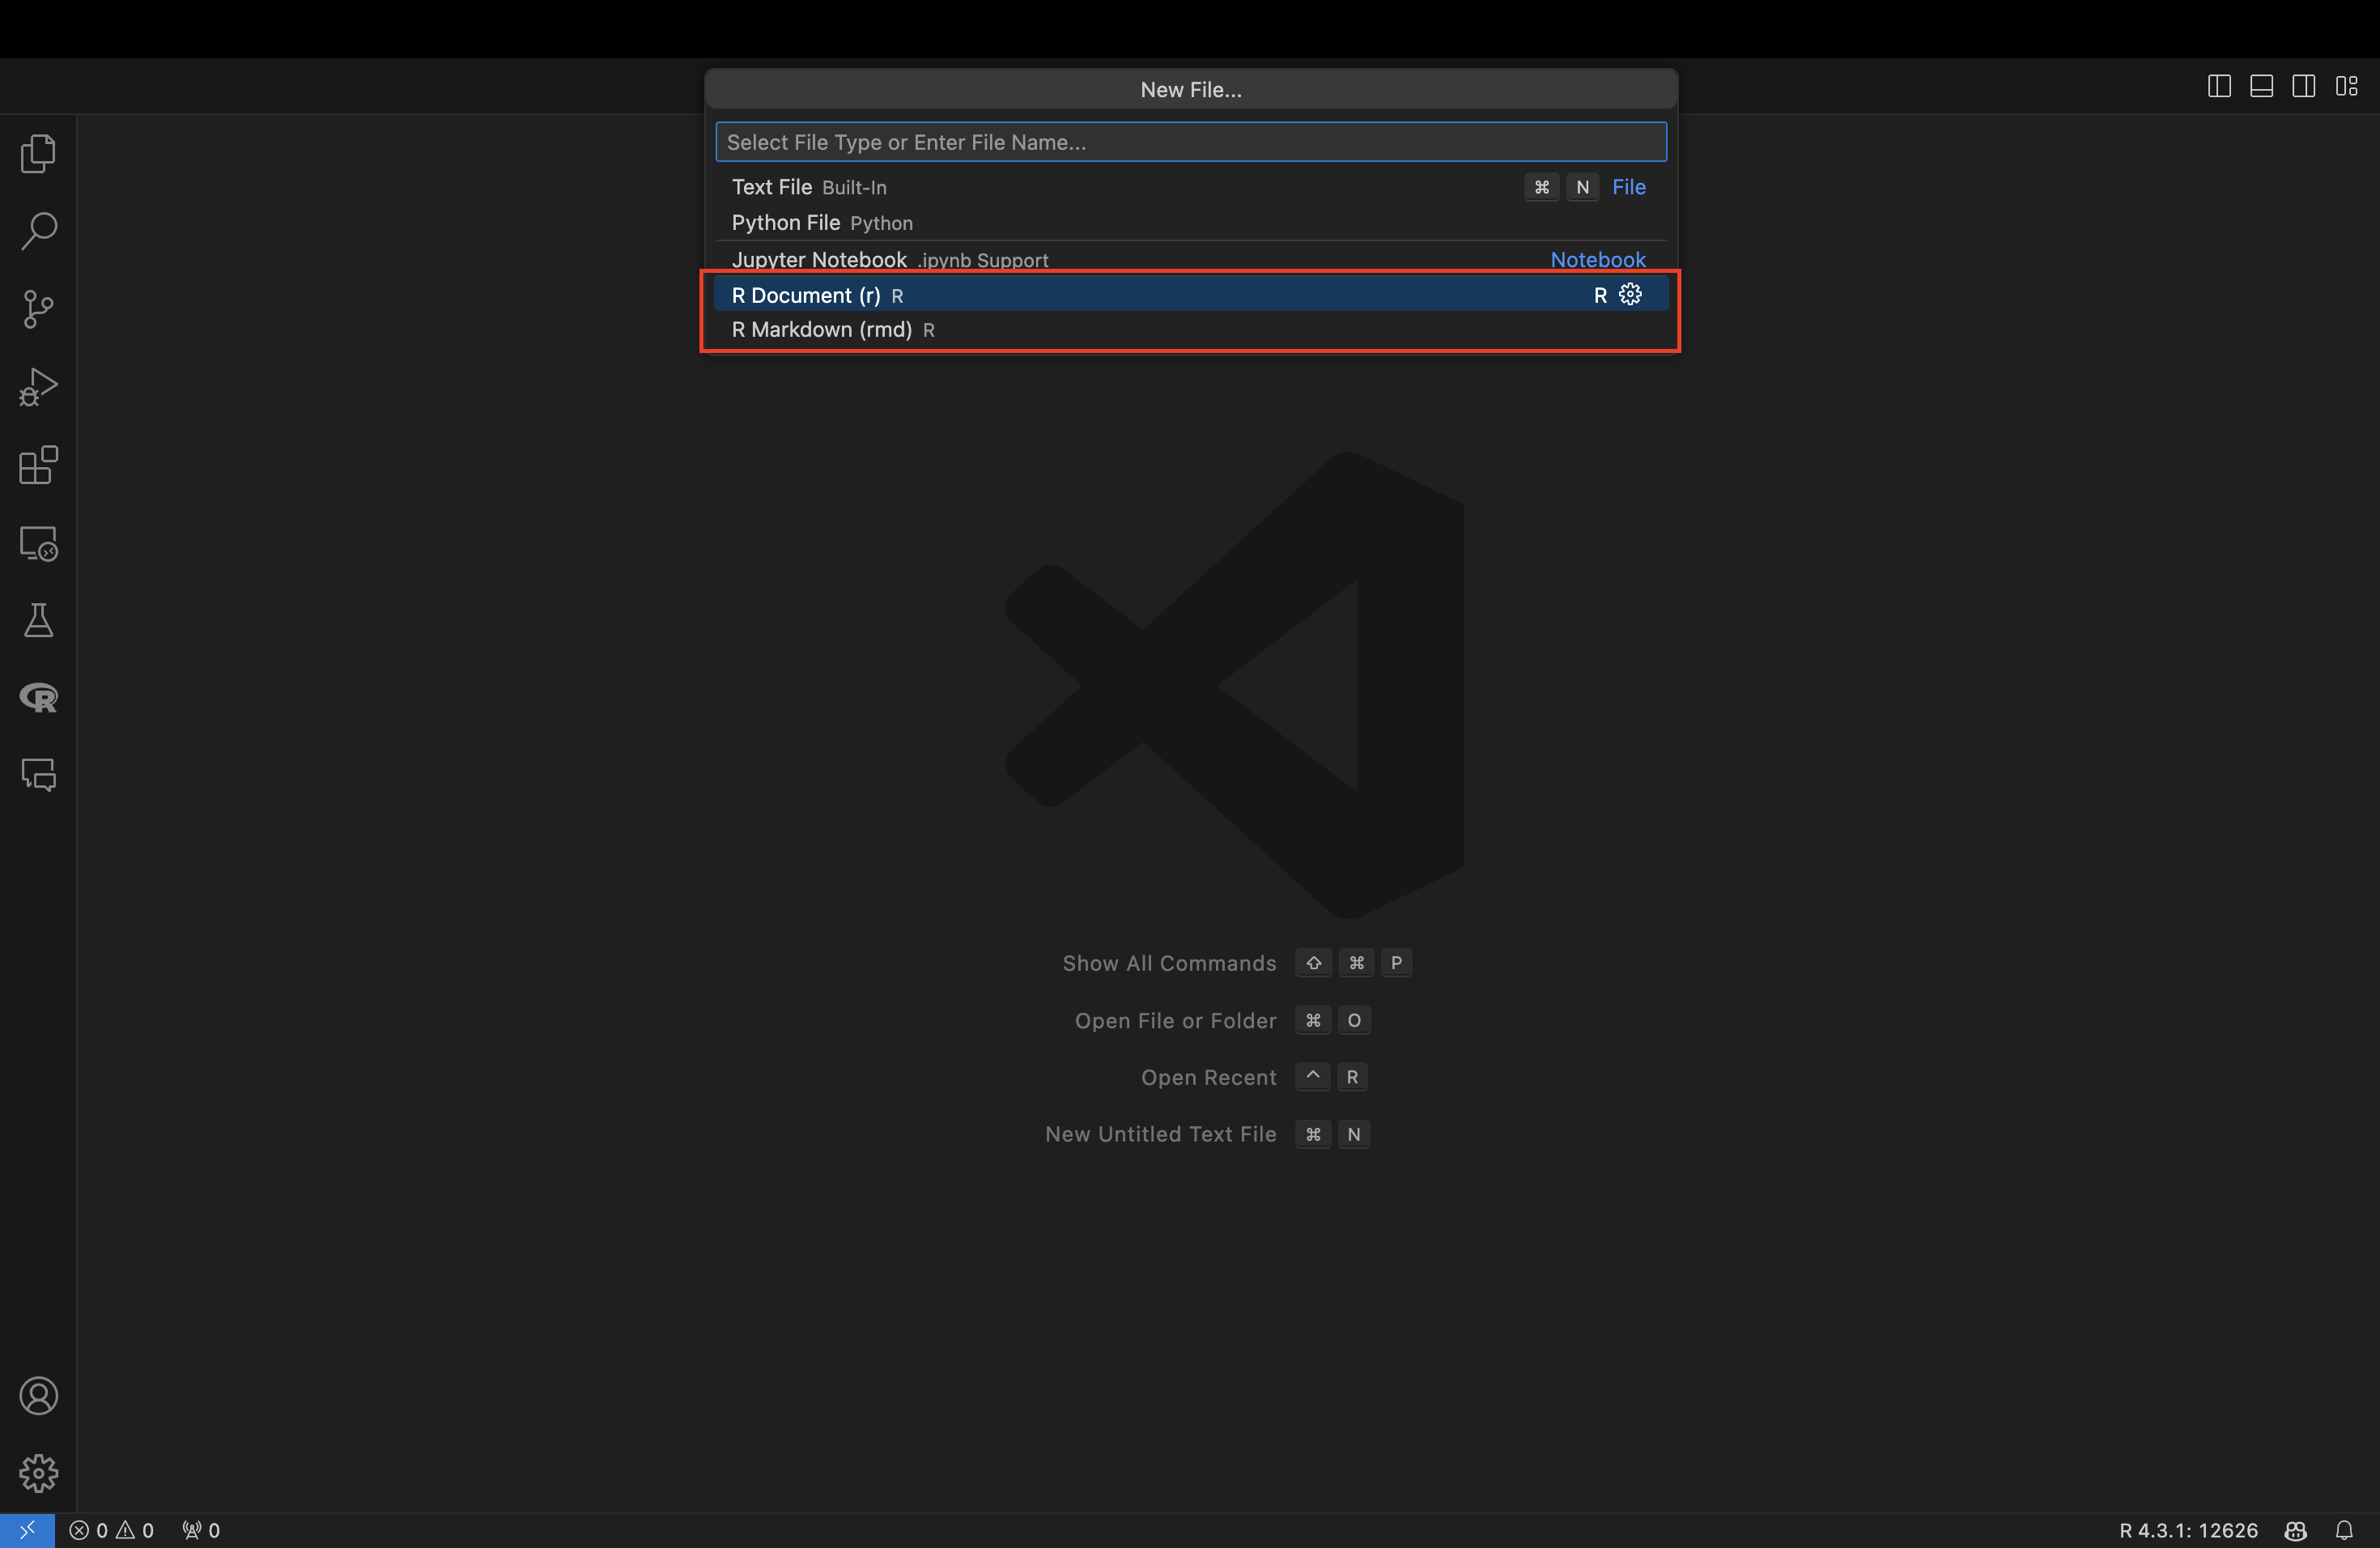 New File...
Select File Type or Enter File Name...
Text File Built-In ⌘ N File
Python File Python
Jupyter Notebook .ipynb Support Notebook
R Document (r) R R
R Markdown (rmd) R
R
Show All Commands ⇧ ⌘ P
Open File or Folder ⌘ O
Open Recent ^ R
New Untitled Text File ⌘ N
0 0 0 R 4.3.1: 12626